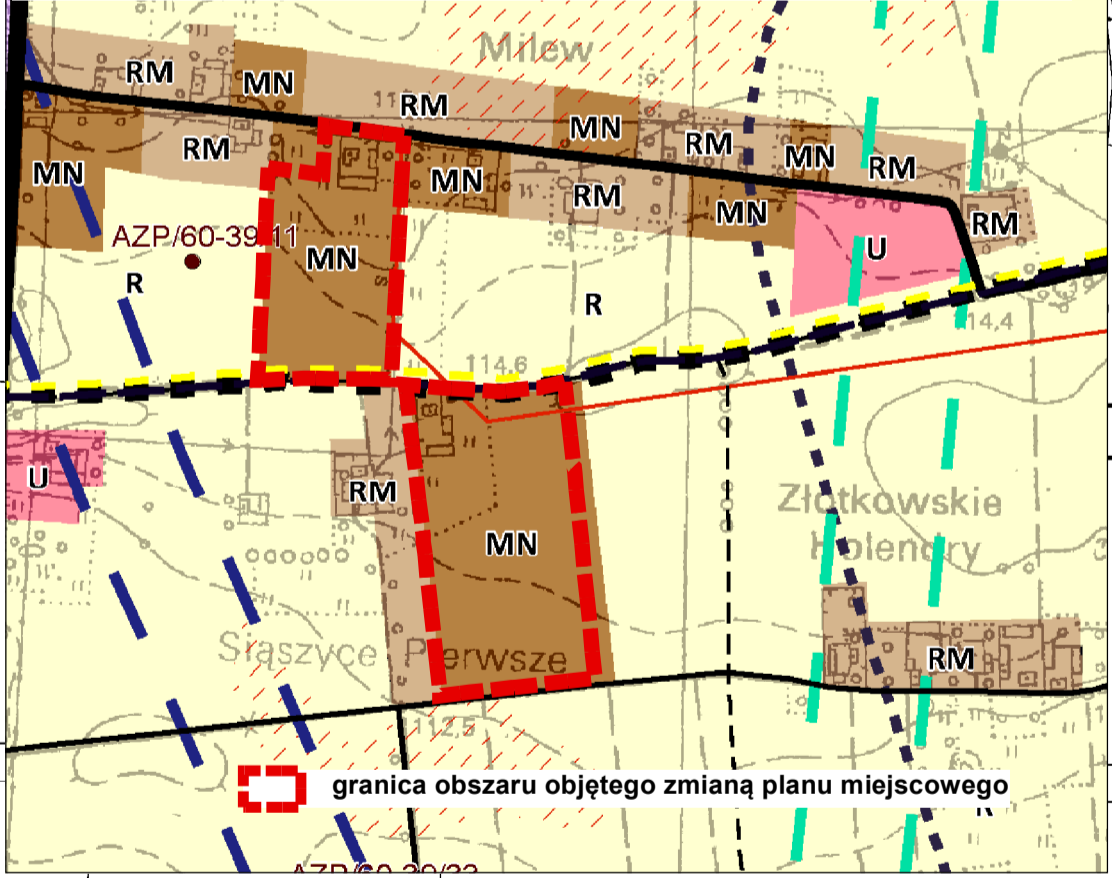 Milew
RM
MN
RM
MN
RM
MN
RM
MN
RM
MN
RM
MN
RM
MN
RM
AZP/60-39/11
MN
U
R
R
14,4
114.6
U
RM
MN
Złotkowskie
Holendry
Siąszyce Pierwsze
RM
112,5
granica obszaru objętego zmianą planu miejscowego